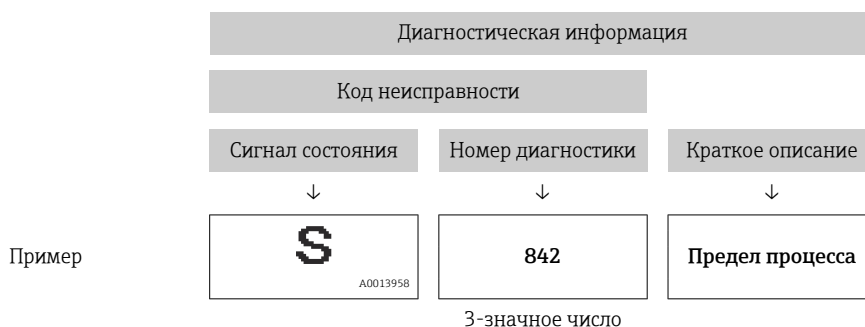 Диагностическая информация
Код неисправности
Сигнал состояния Номер диагностики Краткое описание
↓ ↓ ↓
Пример S 842 Предел процесса
A0013958
3-значное число